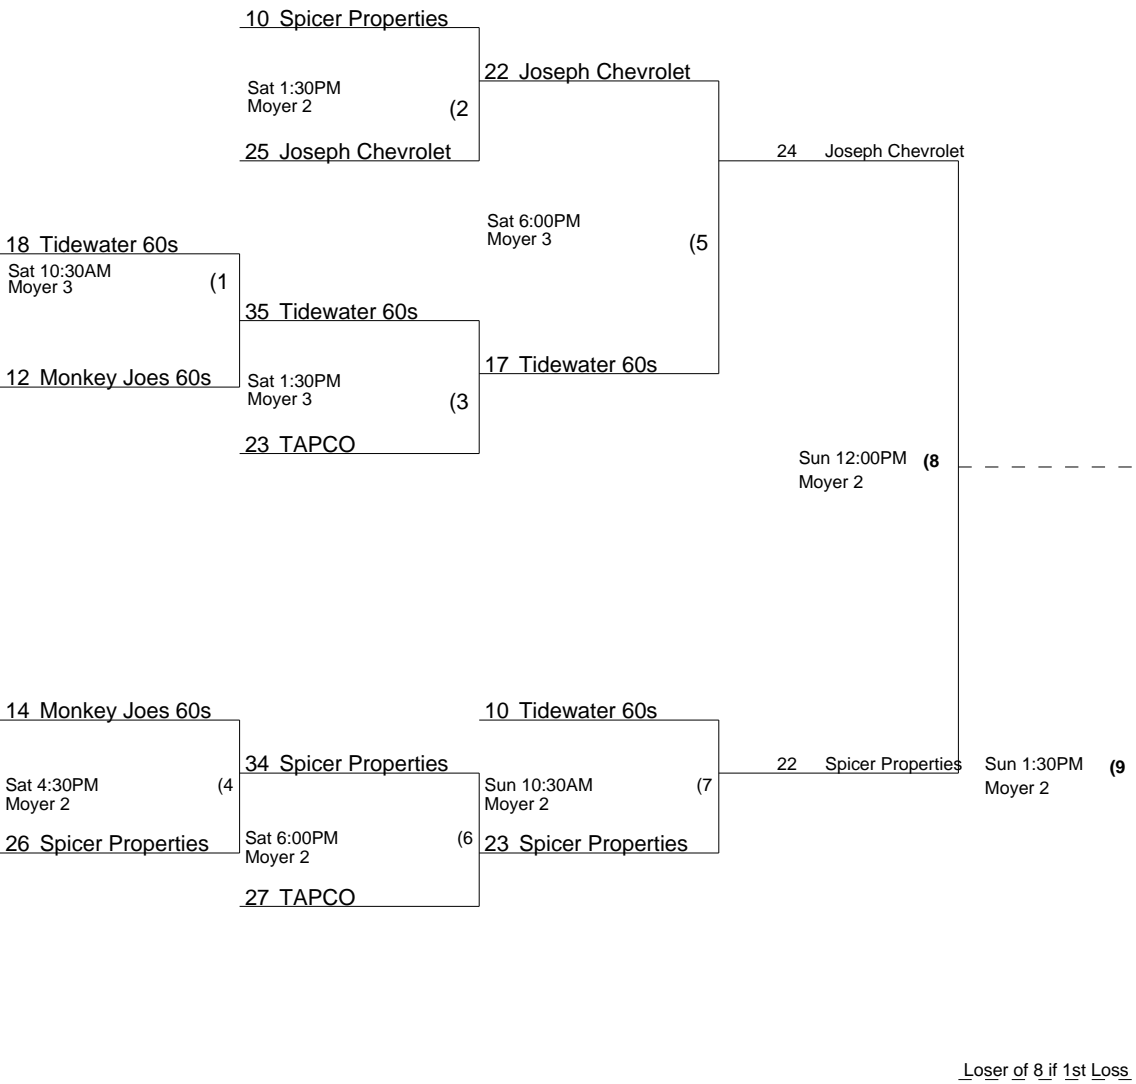 10 Spicer Properties
Sat 1:30PM
Moyer 2
(2
25 Joseph Chevrolet
22 Joseph Chevrolet
24 Joseph Chevrolet
Sat 6:00PM
Moyer 3
(5
18 Tidewater 60s
Sat 10:30AM
Moyer 3
(1
12 Monkey Joes 60s
35 Tidewater 60s
Sat 1:30PM
Moyer 3
(3
23 TAPCO
17 Tidewater 60s
Sun 12:00PM (8
Moyer 2
14 Monkey Joes 60s
Sat 4:30PM
Moyer 2
(4
26 Spicer Properties
34 Spicer Properties
Sat 6:00PM
Moyer 2
(6
27 TAPCO
10 Tidewater 60s
Sun 10:30AM
Moyer 2
(7
23 Spicer Properties
22 Spicer Properties
Sun 1:30PM (9
Moyer 2
Loser of 8 if 1st Loss